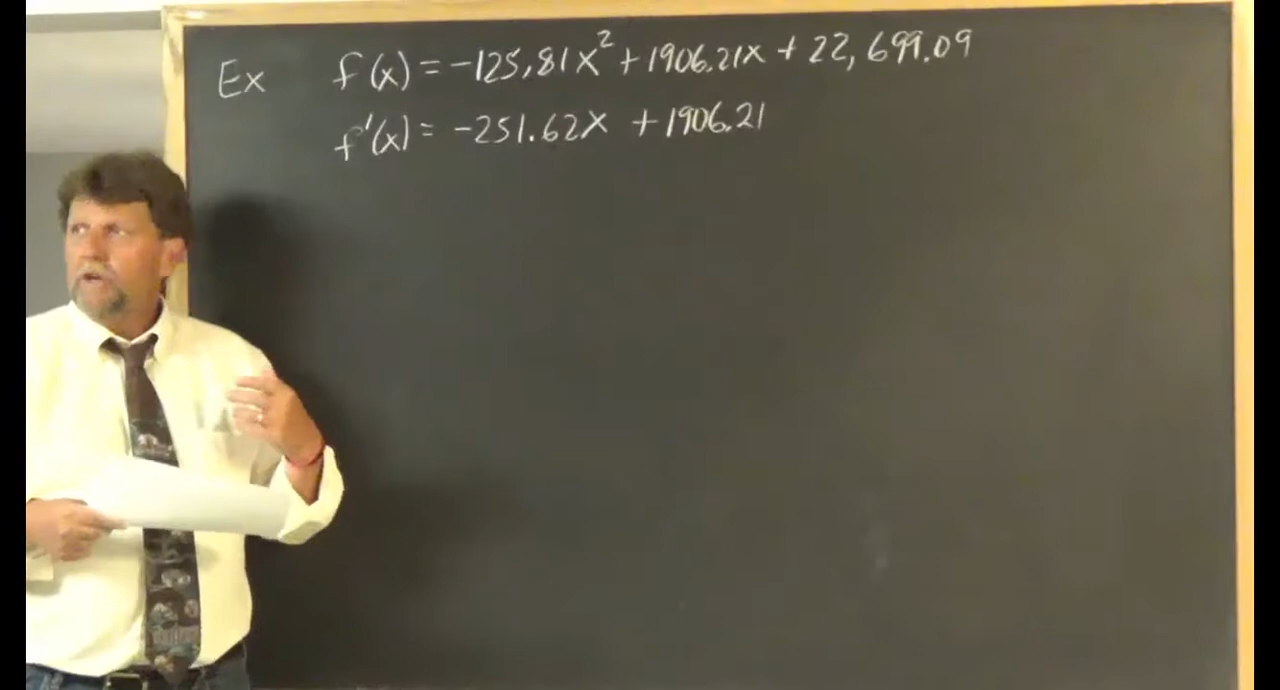 Ex f(x) = -125,81x² + 1906.21x + 22,699.09
f'(x) = -251.62x + 1906.21